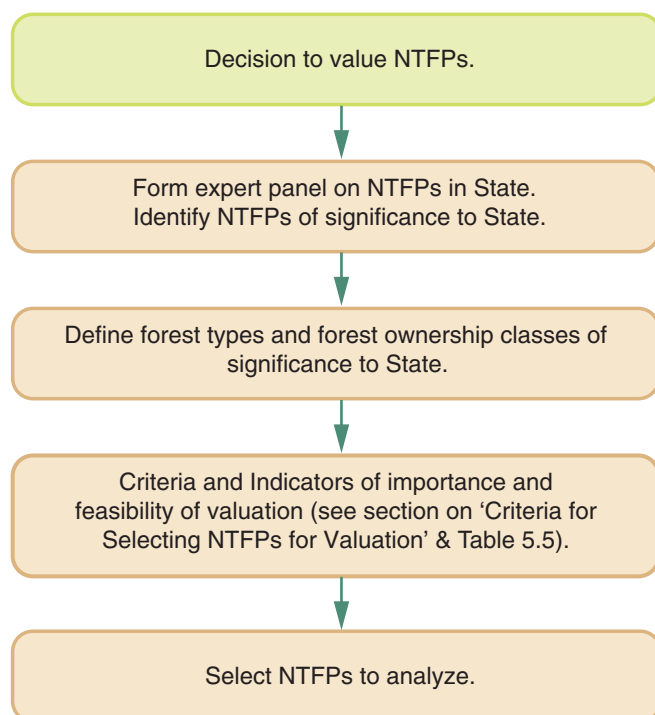 Decision to value NTFPs.
Form expert panel on NTFPs in State.
Identify NTFPs of significance to State.
Define forest types and forest ownership classes of
significance to State.
Criteria and Indicators of importance and
feasibility of valuation (see section on ‘Criteria for
Selecting NTFPs for Valuation’ & Table 5.5).
Select NTFPs to analyze.